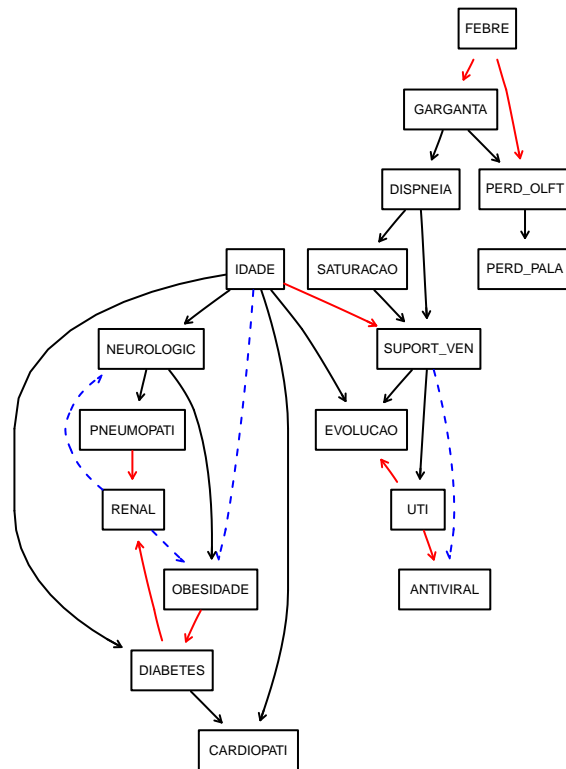 FEBRE
GARGANTA
DISPNEIA
PERD_OLFT
IDADE
SATURACAO
PERD_PALA
NEUROLOGIC
SUPORT_VEN
PNEUMOPATI
EVOLUCAO
RENAL
UTI
OBESIDADE
ANTIVIRAL
DIABETES
CARDIOPATI